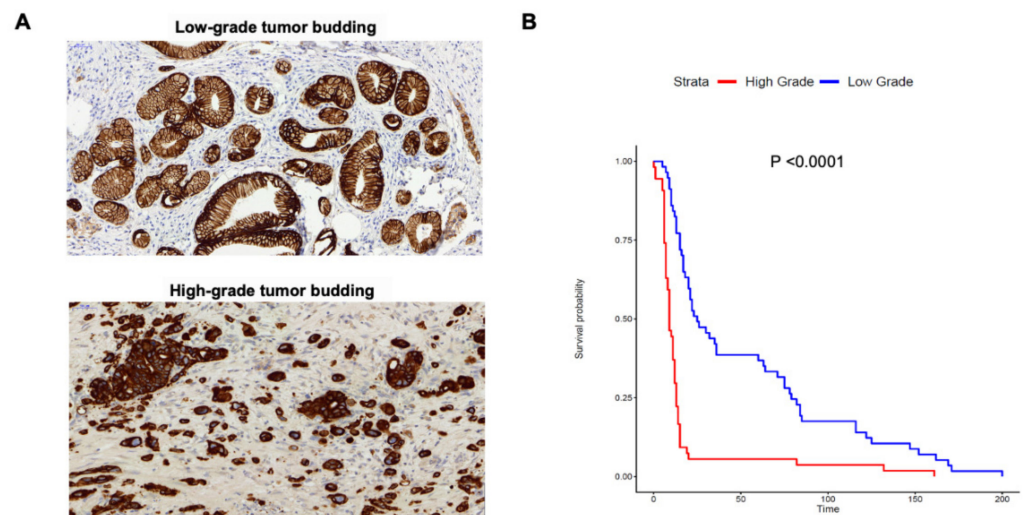 A
Low-grade tumor budding
High-grade tumor budding
B
Strata High Grade Low Grade
P <0.0001
Survival probability
1.00
0.75
0.50
0.25
0.00
0 50 100 150 200
Time